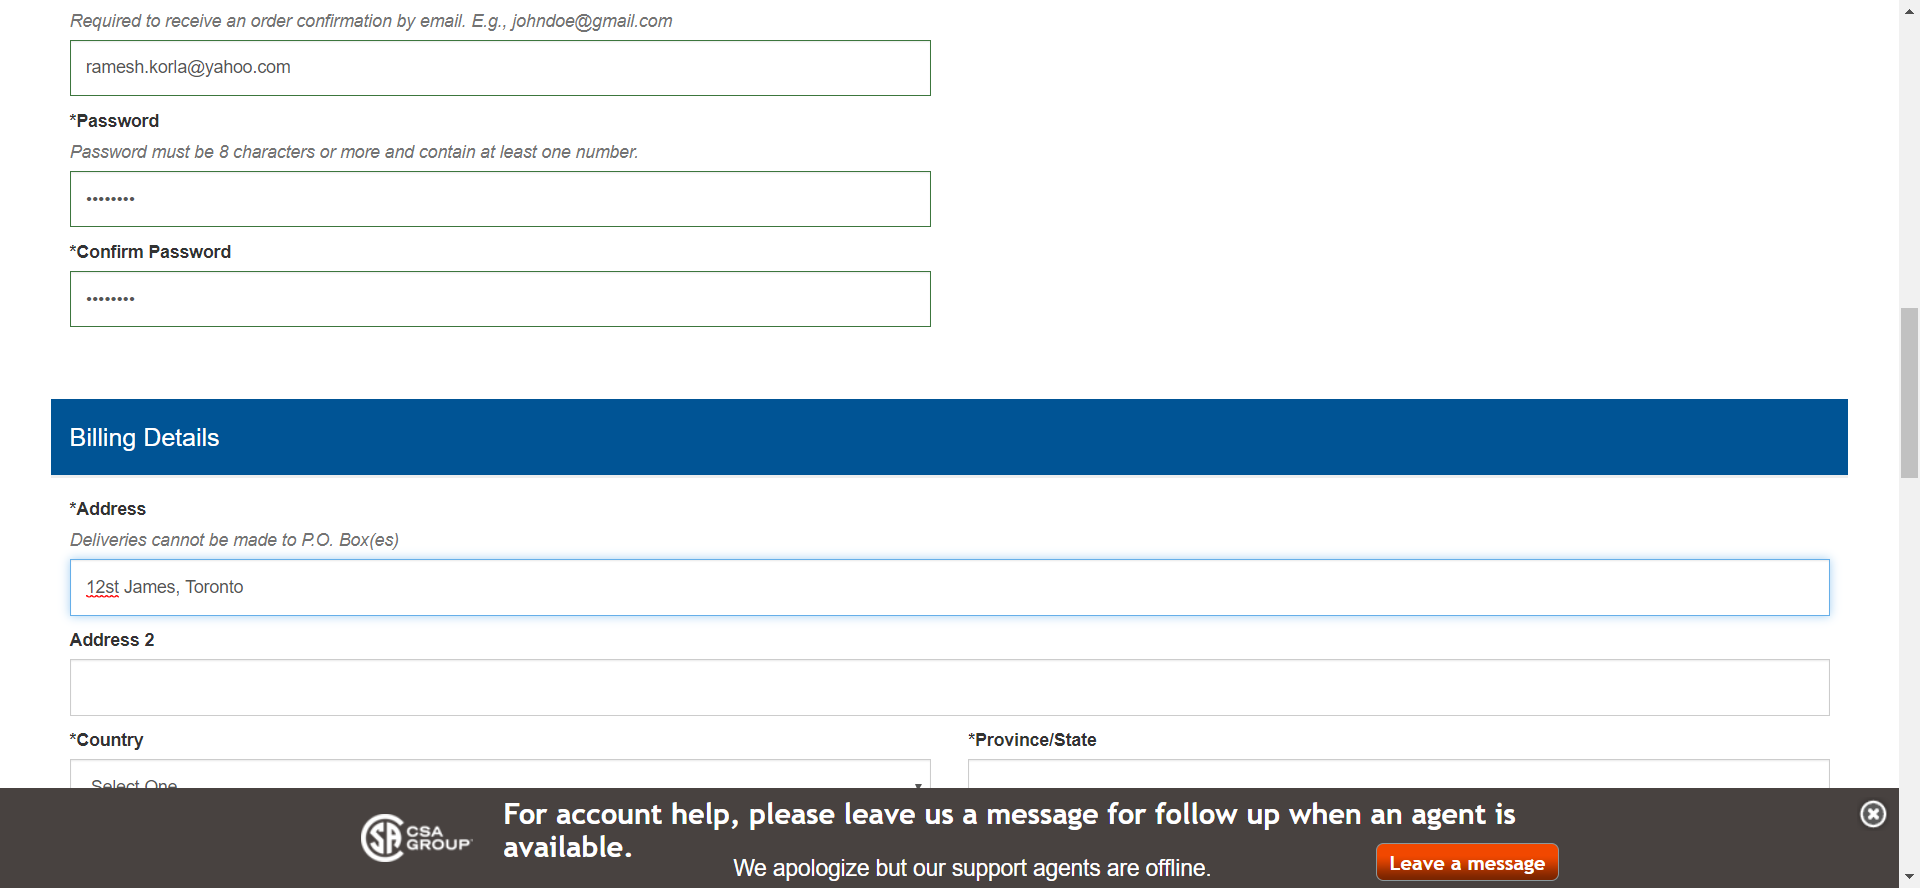 Required to receive an order confirmation by email. E.g., johndoe@gmail.com
ramesh.korla@yahoo.com
*Password
Password must be 8 characters or more and contain at least one number.
••••••••
*Confirm Password
••••••••
Billing Details
*Address
Deliveries cannot be made to P.O. Box(es)
12st James, Toronto
Address 2
*Country
*Province/State
Select One
CSA
GROUP
For account help, please leave us a message for follow up when an agent is
available.
We apologize but our support agents are offline.
Leave a message